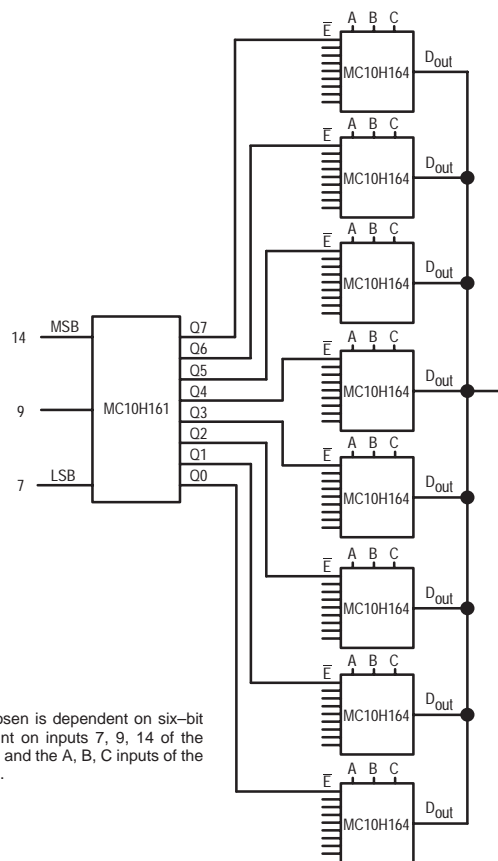 A B C
E
MC10H164
Dout
A B C
E
MC10H164
Dout
A B C
E
MC10H164
Dout
Q7
14 MSB
Q6
A B C
E
Q5
Q4
MC10H164
Dout
9
MC10H161
Q3
Q2
A B C
E
Q1
7 LSB
Q0
MC10H164
Dout
A B C
E
MC10H164
Dout
A B C
E
MC10H164
Dout
is dependent on six–bit
on inputs 7, 9, 14 of the
and the A, B, C inputs of the
.
A B C
E
MC10H164
Dout